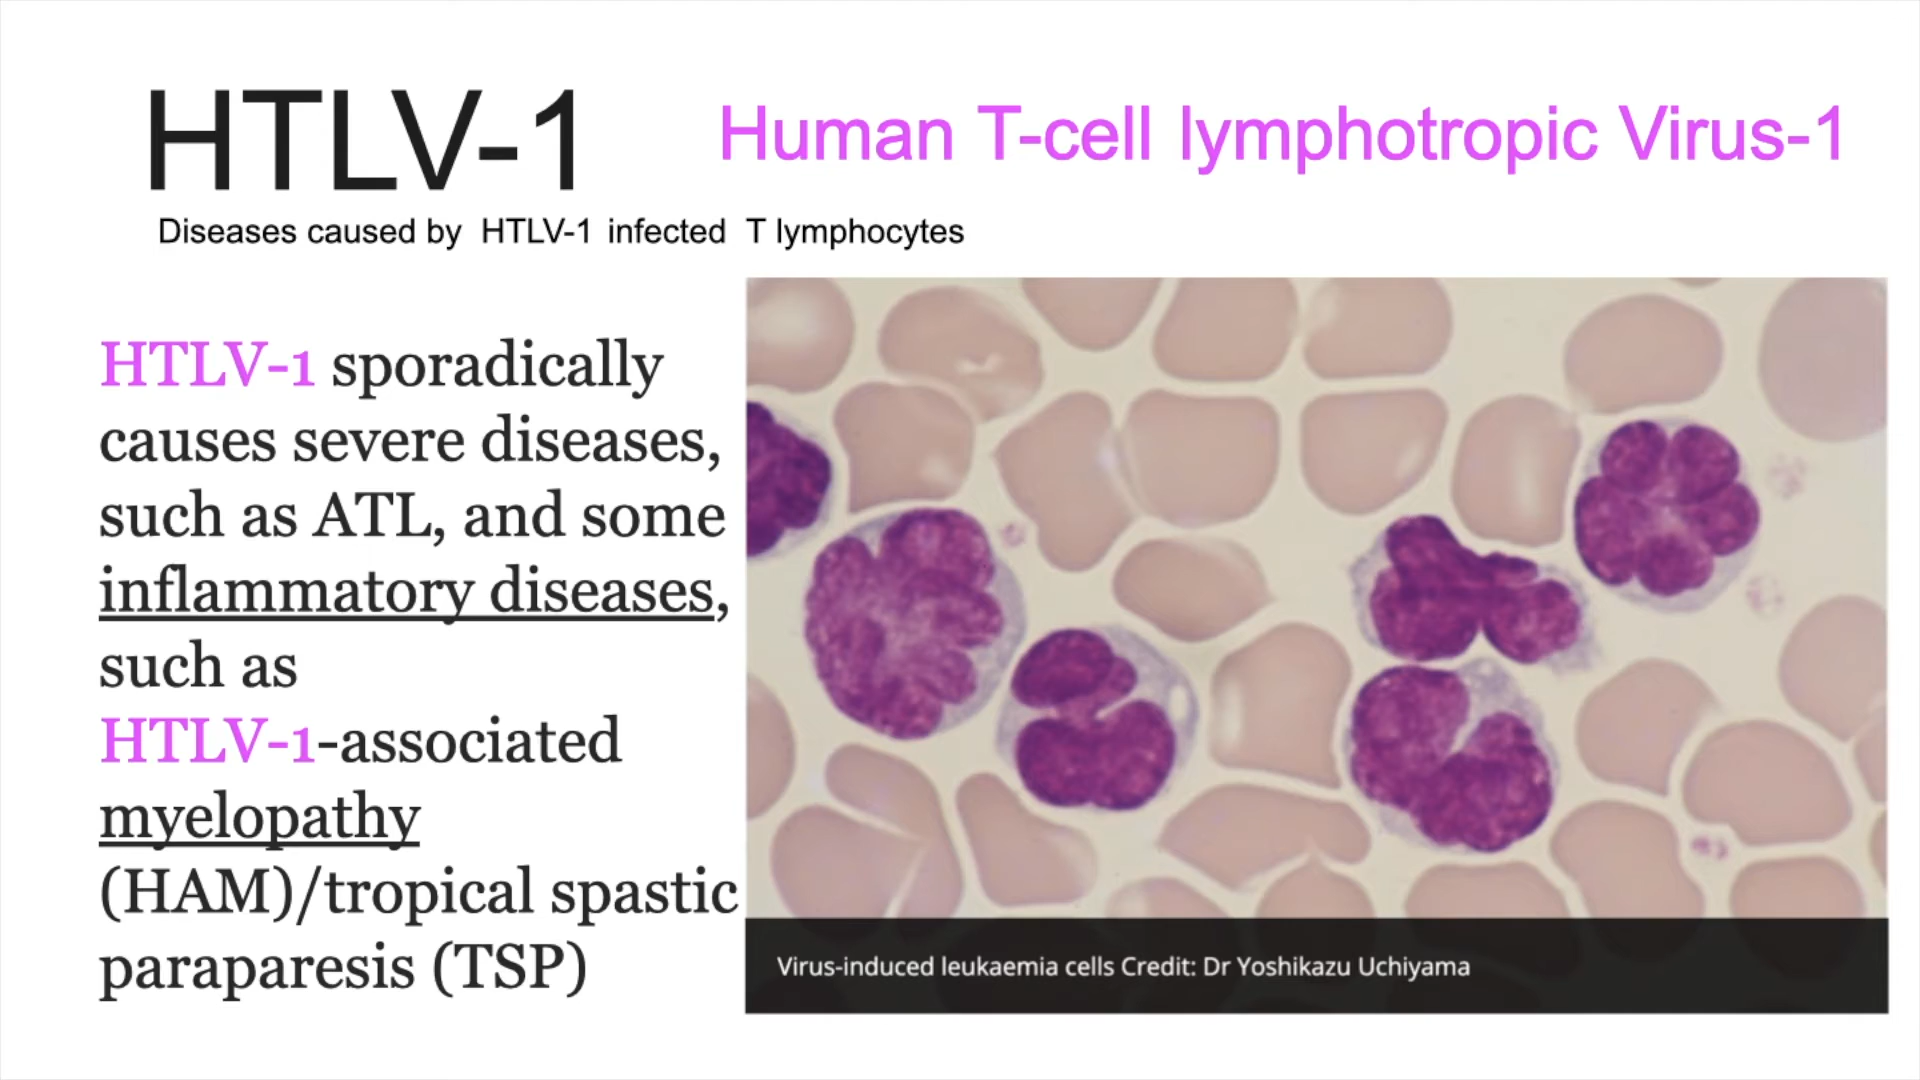 HTLV-1
Human T-cell lymphotropic Virus-1
Diseases caused by HTLV-1 infected T lymphocytes
HTLV-1 sporadically
causes severe diseases,
such as ATL, and some
inflammatory diseases,
such as
HTLV-1-associated
myelopathy
(HAM)/tropical spastic
paraparesis (TSP)
Virus-induced leukaemia cells Credit: Dr Yoshikazu Uchiyama